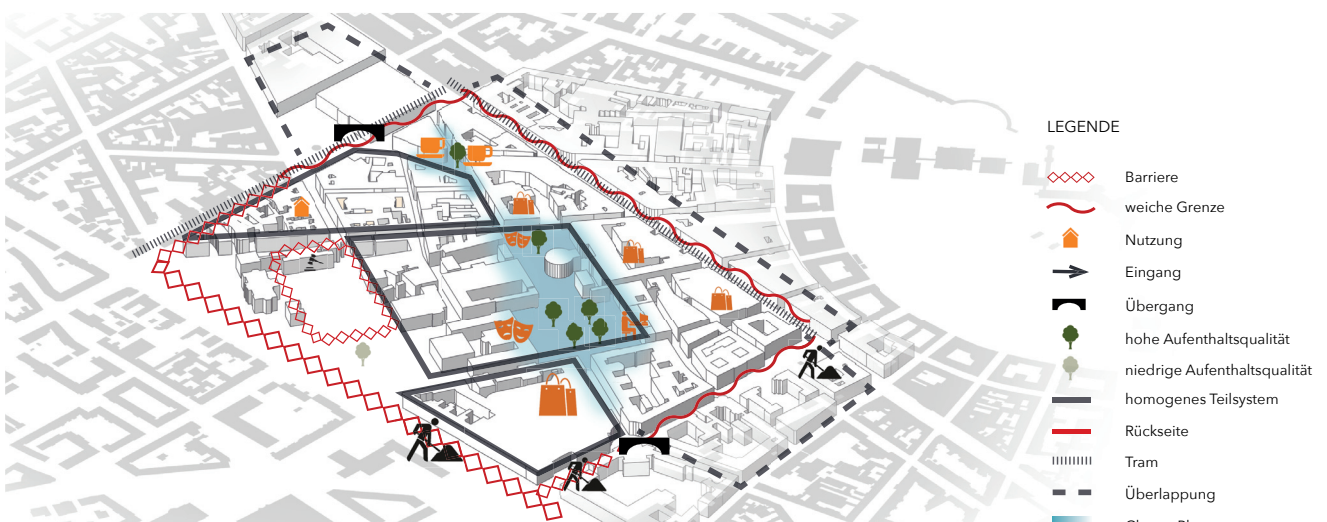 LEGENDE
Barriere
weiche Grenze
Nutzung
Eingang
Übergang
hohe Aufenthaltsqualität
niedrige Aufenthaltsqualität
homogenes Teilsystem
Rückseite
Tram
Überlappung